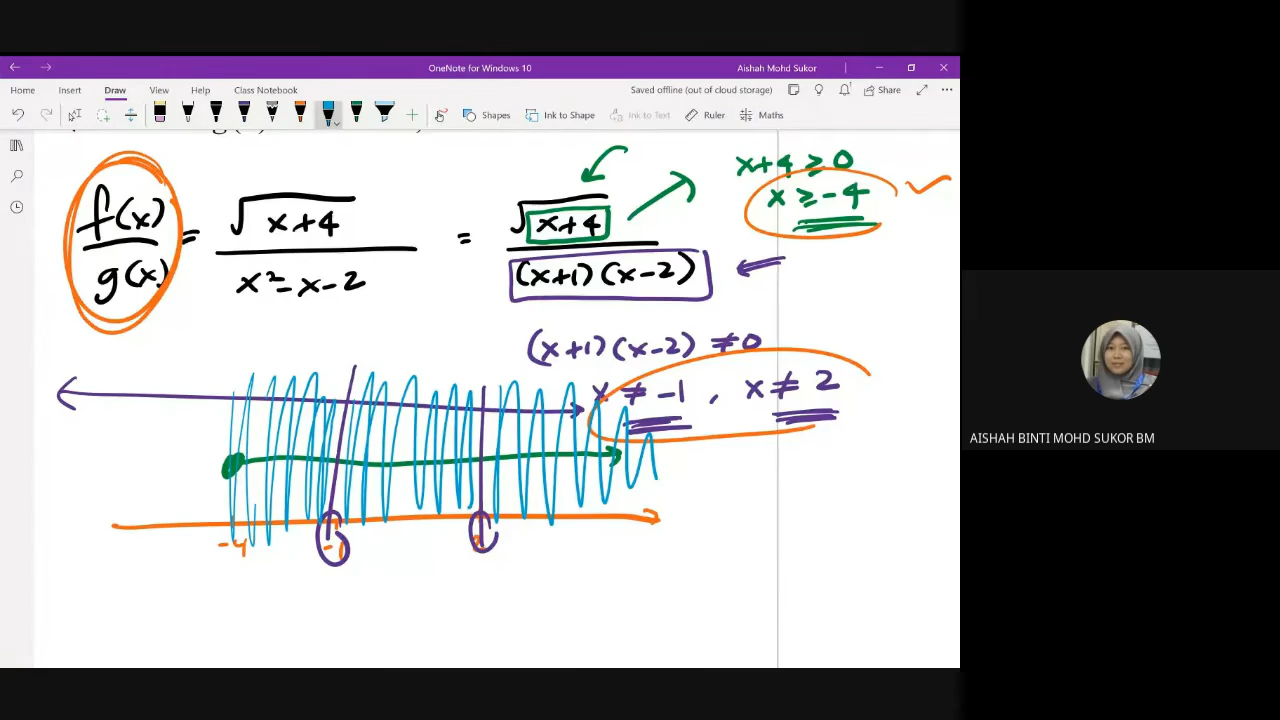 OneNote for Windows 10
Aishah Mohd Sukor
Home Insert Draw View Help Class Notebook
Saved offline (out of cloud storage) Share
Shapes Ink to Shape Ink to Text Ruler Maths
f(x)/g(x) = √(x+4)/x²-x-2 = √(x+4)/(x+1)(x-2)
x+4 ≥ 0
x ≥ -4
(x+1)(x-2) ≠ 0
x ≠ -1 , x ≠ 2
-4 -1 2
AISHAH BINTI MOHD SUKOR BM